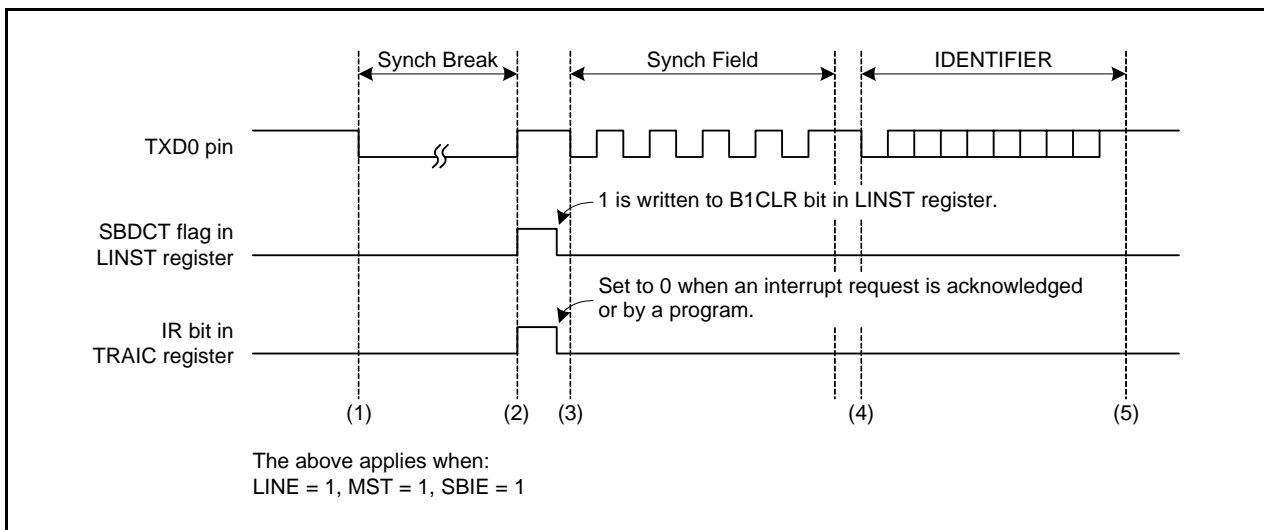 Synch Break
Synch Field
IDENTIFIER
TXD0 pin
1 is written to B1CLR bit in LINST register.
SBDCT flag in
LINST register
Set to 0 when an interrupt request is acknowledged
or by a program.
IR bit in
TRAIC register
(1)
(2)
(3)
(4)
(5)
The above applies when:
LINE = 1, MST = 1, SBIE = 1